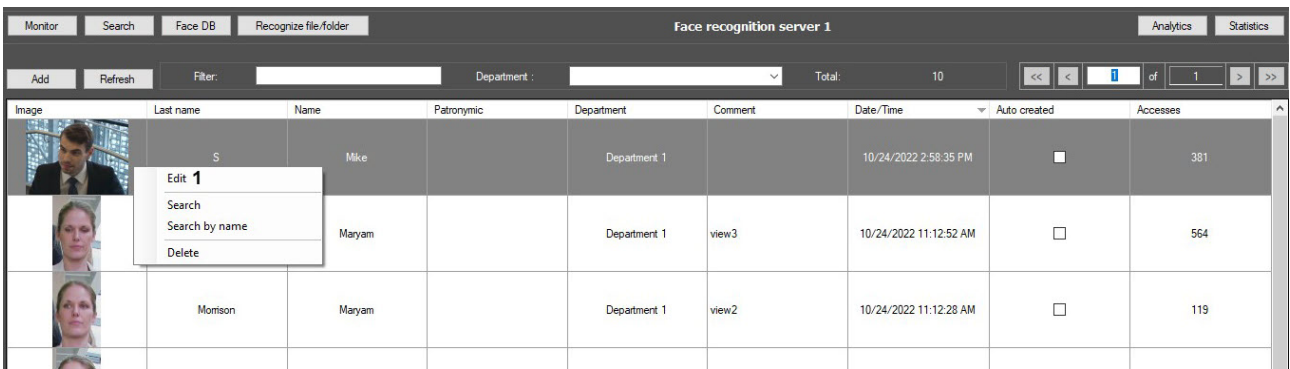 Monitor Search Face DB Recognize file/folder Face recognition server 1 Analytics Statistics
Add Refresh Filter: Department : Total: 10 << < 1 of 1 > >>
Image Last name Name Patronymic Department Comment Date/Time Auto created Accesses
S Mike Department 1 10/24/2022 2:58:35 PM 381
Edit 1
Search
Search by name
Delete
Maryam Department 1 view3 10/24/2022 11:12:52 AM 564
Morrison Maryam Department 1 view2 10/24/2022 11:12:28 AM 119